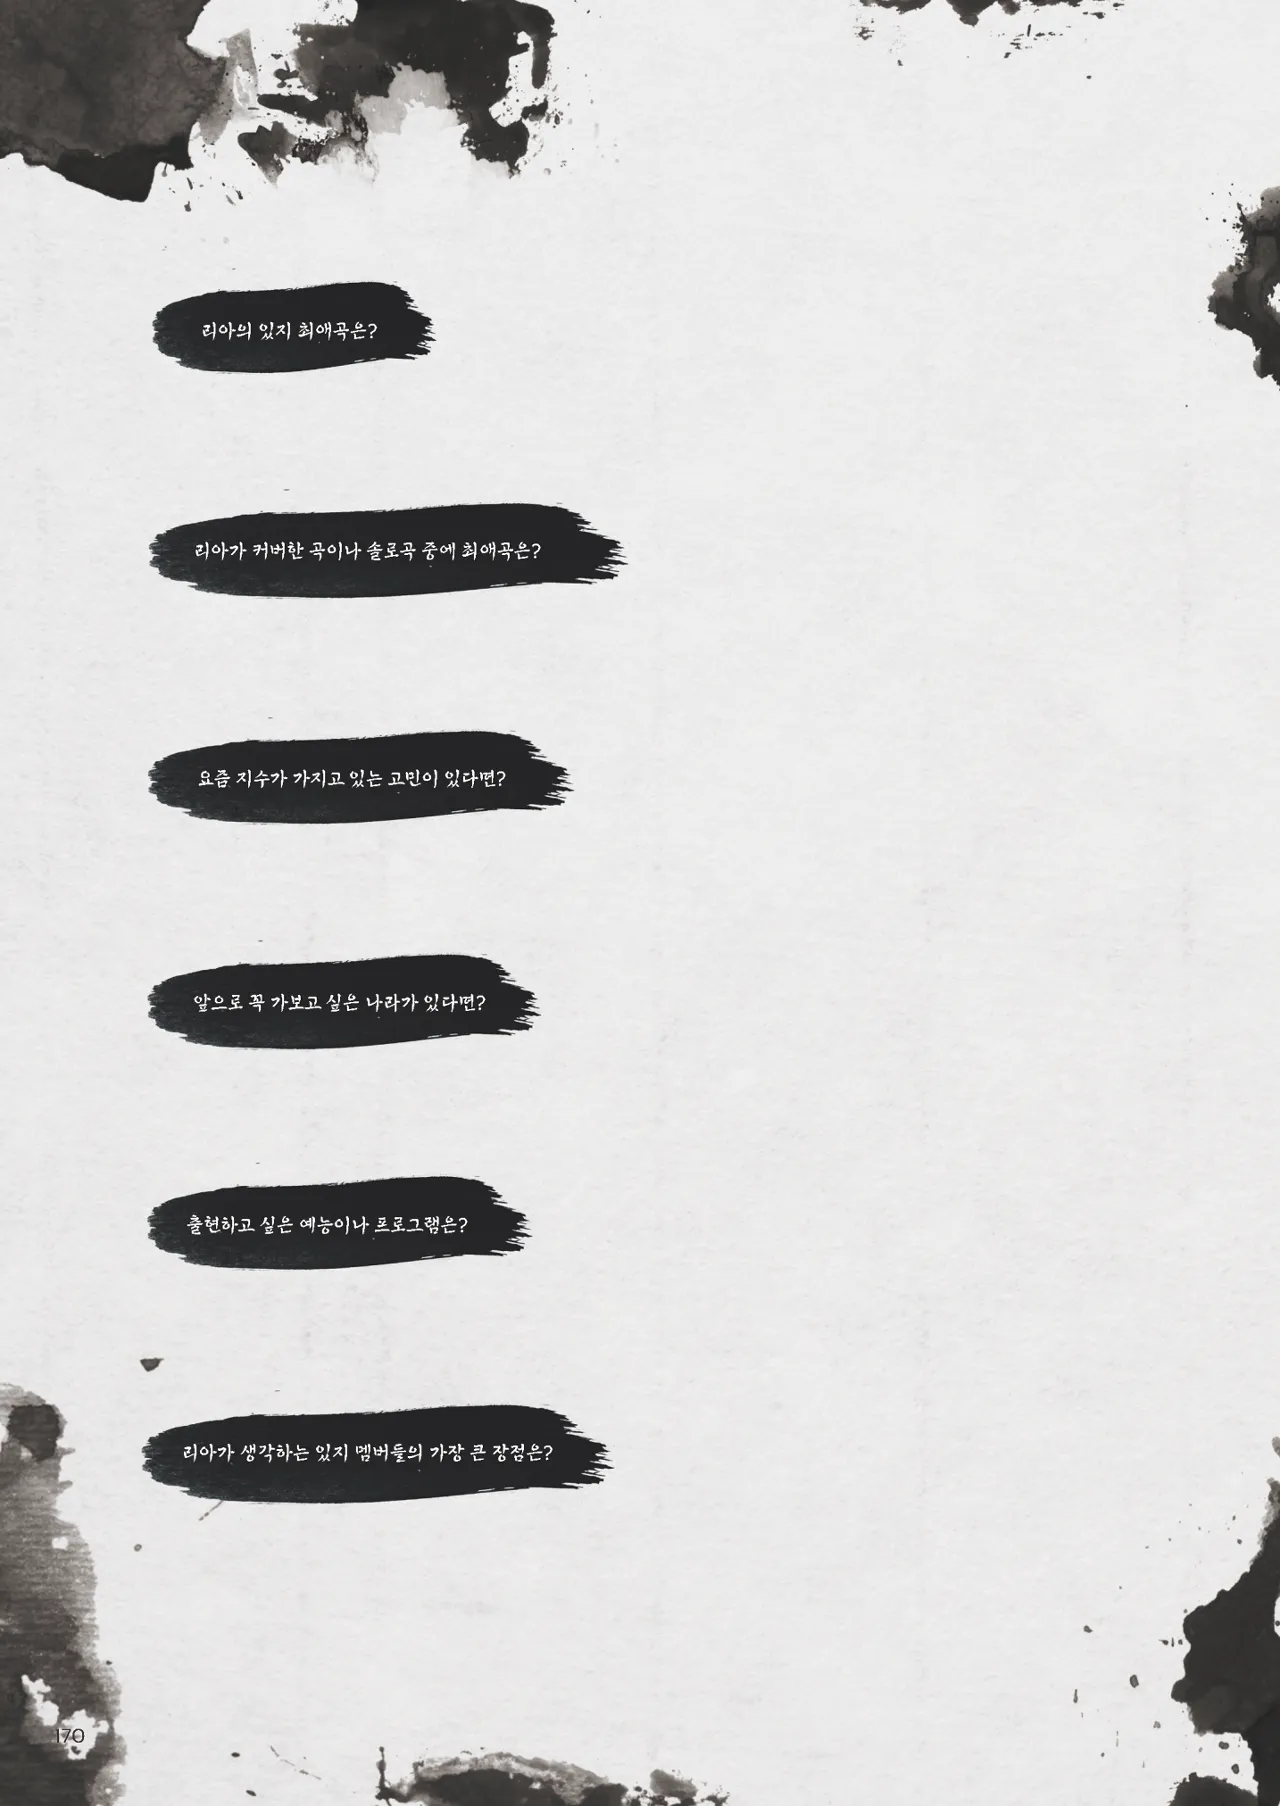 리아의 있지 최애곡은?
리아가 커버한 곡이나 솔로곡 중에 최애곡은?
요즘 지수가 가지고 있는 고민이 있다면?
앞으로 꼭 가보고 싶은 나라가 있다면?
출현하고 싶은 예능이나 프로그램은?
리아가 생각하는 있지 멤버들의 가장 큰 장점은?
170